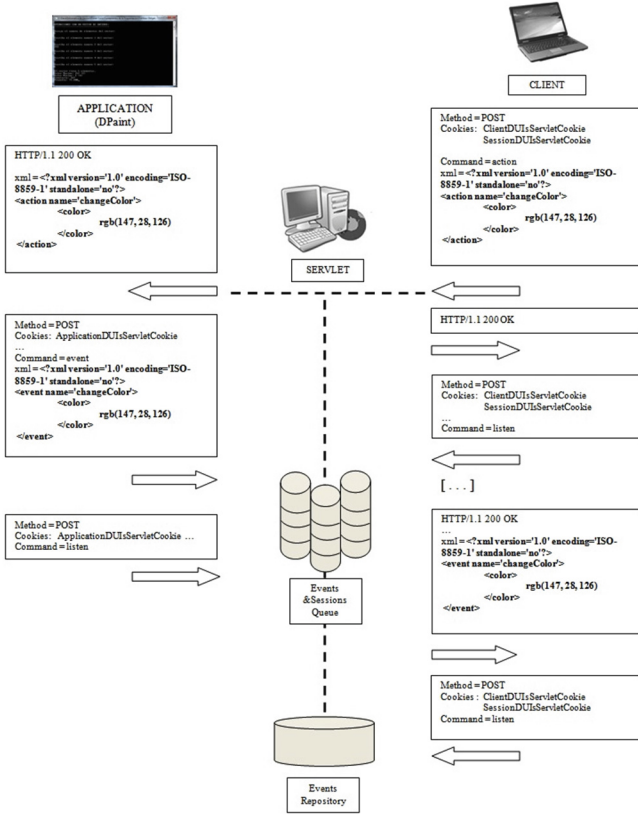 APPLICATION
(DPaint)
HTTP/1.1 200 OK
xml = <?xml version='1.0' encoding='ISO-
8859-1' standalone='no'?>
<action name='changeColor'>
<color>
rgb(147, 28, 126)
</color>
</action>
Method = POST
Cookies: ApplicationDUIsServletCookie
...
Command = event
xml = <?xml version='1.0' encoding='ISO-
8859-1' standalone='no'?>
<event name='changeColor'>
<color>
rgb(147, 28, 126)
</color>
</event>
Method = POST
Cookies: ApplicationDUIsServletCookie ...
Command = listen
SERVLET
Events
&Sessions
Queue
Events
Repository
CLIENT
Method = POST
Cookies: ClientDUIsServletCookie
SessionDUIsServletCookie
Command = action
xml = <?xml version='1.0' encoding='ISO-
8859-1' standalone='no'?>
<action name='changeColor'>
<color>
rgb(147, 28, 126)
</color>
</action>
HTTP/1.1 200 OK
Method = POST
Cookies: ClientDUIsServletCookie
SessionDUIsServletCookie
...
Command = listen
[ . . . ]
HTTP/1.1 200 OK
...
xml = <?xml version='1.0' encoding='ISO-
8859-1' standalone='no'?>
<event name='changeColor'>
<color>
rgb(147, 28, 126)
</color>
</event>
Method = POST
Cookies : ClientDUIsServletCookie
SessionDUIsServletCookie
Command = listen